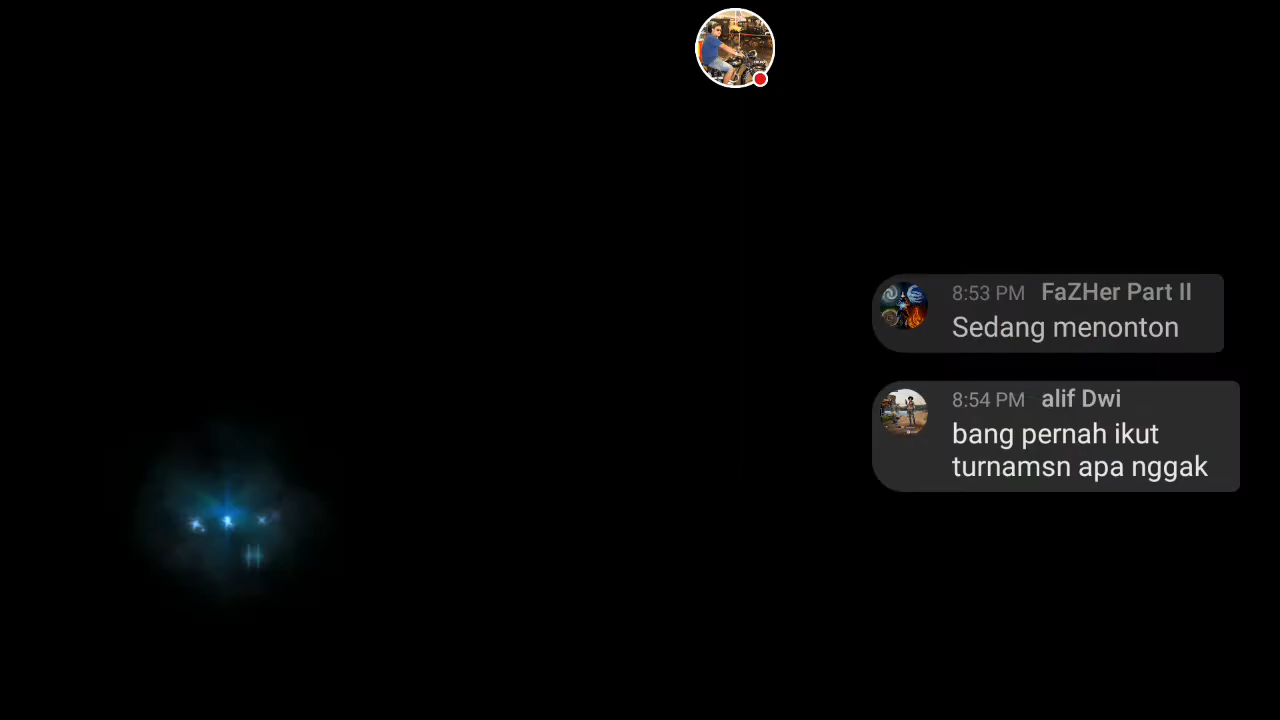 8:53 PM FaZHer Part II
Sedang menonton
8:54 PM alif Dwi
bang pernah ikut
turnamsn apa nggak